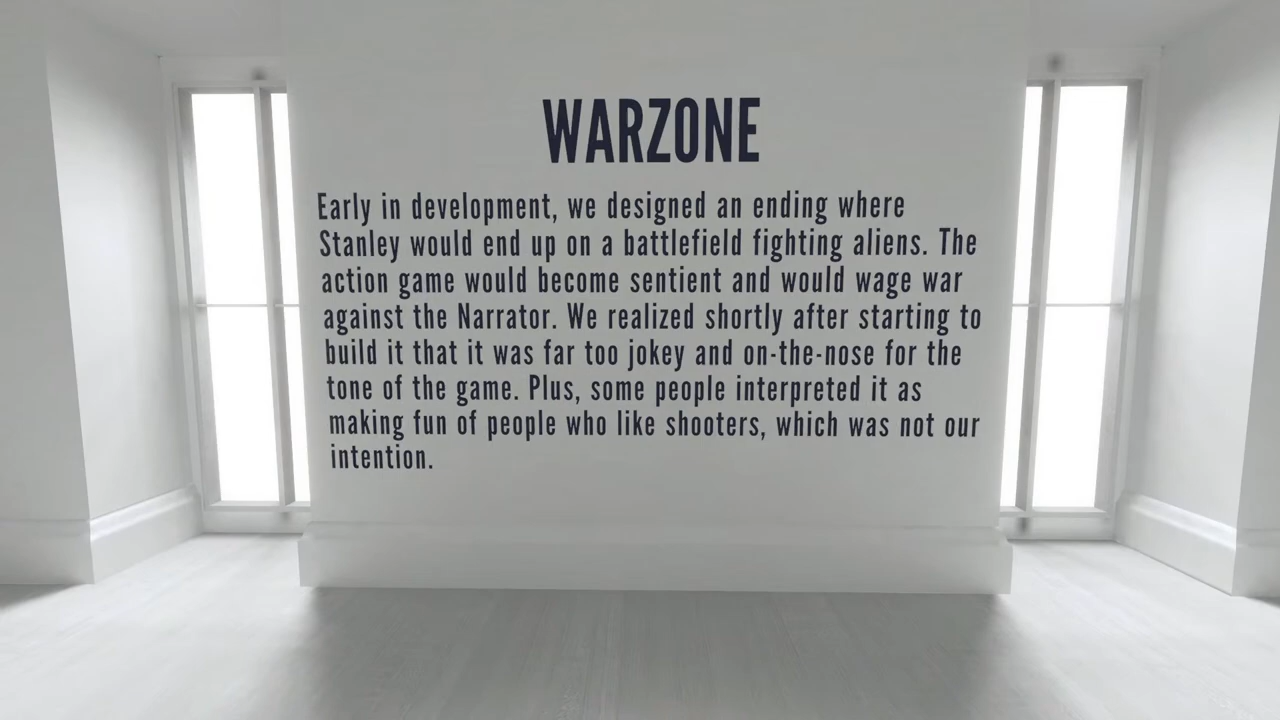 WARZONE
Early in development, we designed an ending where
Stanley would end up on a battlefield fighting aliens. The
action game would become sentient and would wage war
against the Narrator. We realized shortly after starting to
build it that it was far too jokey and on-the-nose for the
tone of the game. Plus, some people interpreted it as
making fun of people who like shooters, which was not our
intention.